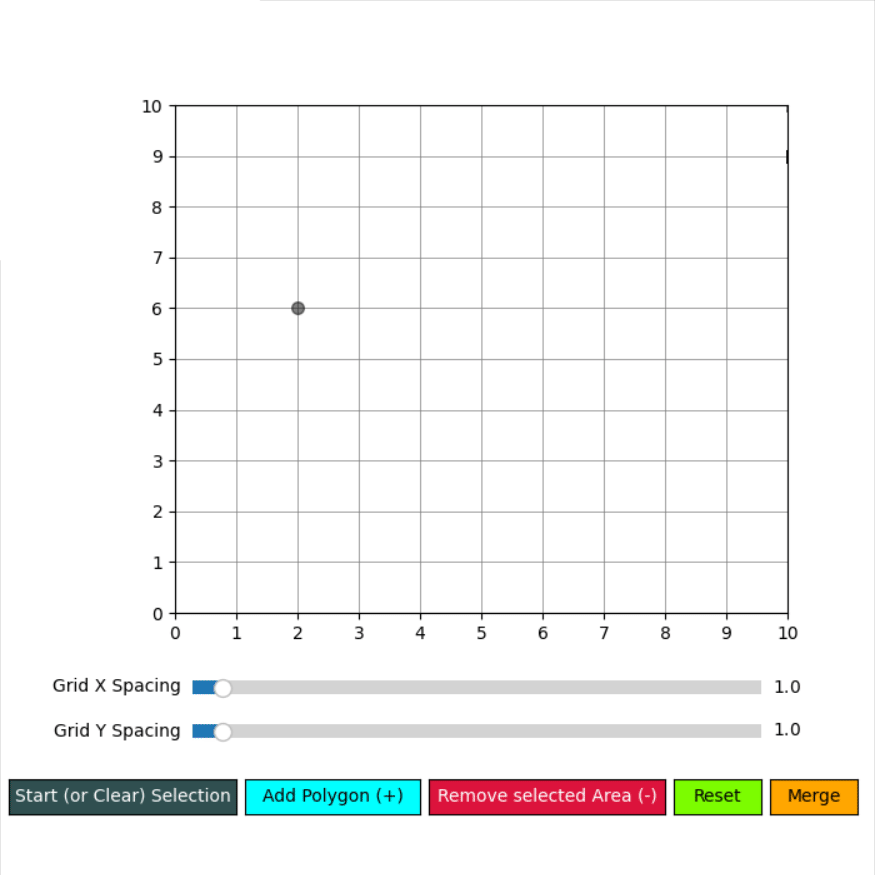 10
9
8
7
6
5
4
3
2
1
0
0 1 2 3 4 5 6 7 8 9 10
Grid X Spacing 1.0
Grid Y Spacing 1.0
Start (or Clear) Selection Add Polygon (+) Remove selected Area (-) Reset Merge